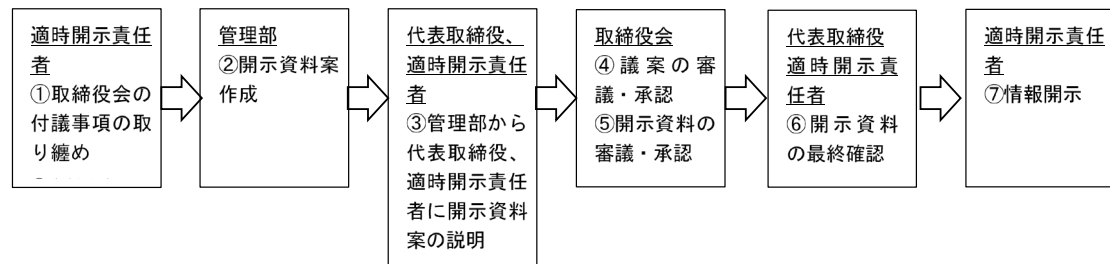 適時開示責任
者
①取締役会の
付議事項の取
り纏め
管理部
②開示資料案
作成
代表取締役、
適時開示責任
者
③管理部から
代表取締役、
適時開示責任
者に開示資料
案の説明
取締役会
④議案の審
議・承認
⑤開示資料の
審議・承認
代表取締役
適時開示責
任者
⑥開示資料
の最終確認
適時開示責任
者
⑦情報開示